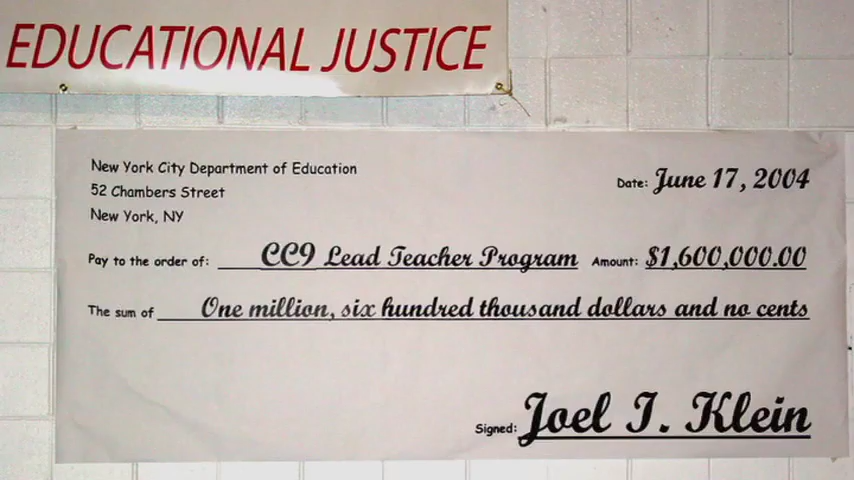 EDUCATIONAL JUSTICE
New York City Department of Education
Date: June 17, 2004
52 Chambers Street
New York, NY
Pay to the order of: CC9 Lead Teacher Program Amount: $1,600,000.00
The sum of One million, six hundred thousand dollars and no cents
Signed: Joel I. Klein